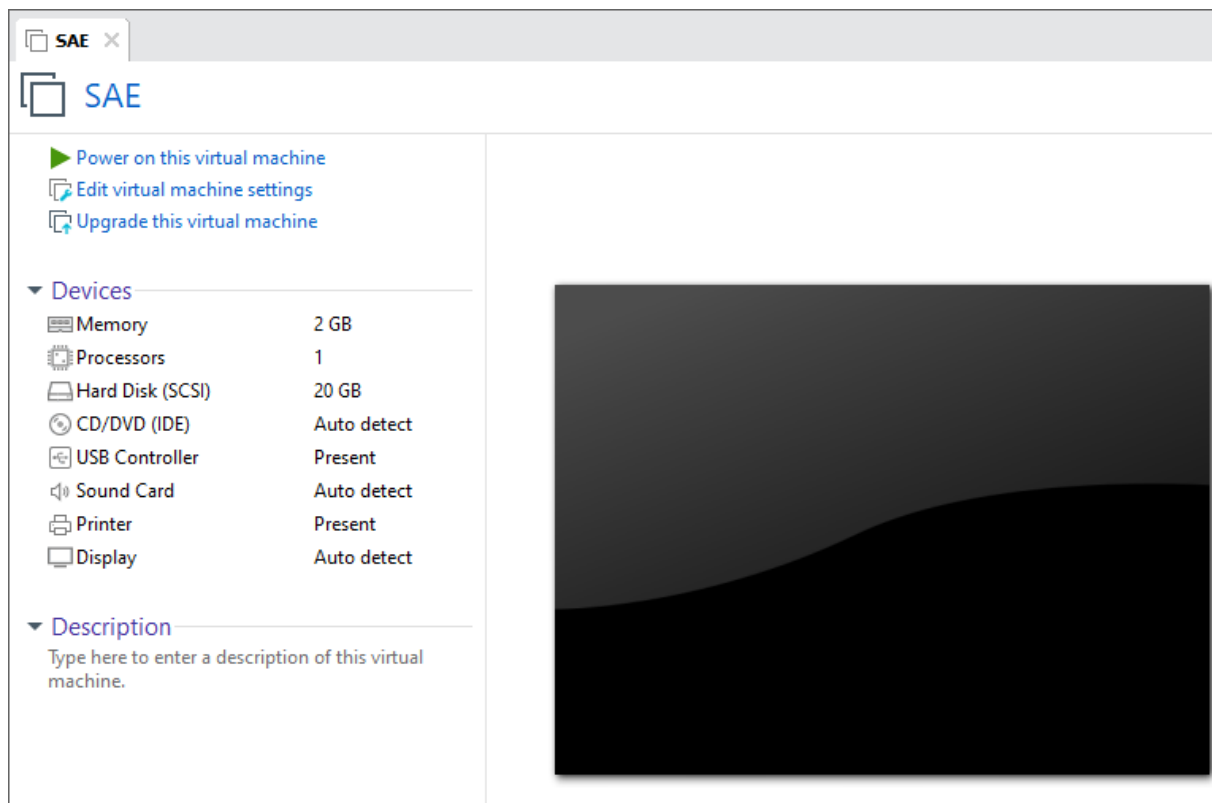 SAE
SAE
Power on this virtual machine
Edit virtual machine settings
Upgrade this virtual machine
Devices
Memory 2 GB
Processors 1
Hard Disk (SCSI) 20 GB
CD/DVD (IDE) Auto detect
USB Controller Present
Sound Card Auto detect
Printer Present
Display Auto detect
Description
Type here to enter a description of this virtual
machine.